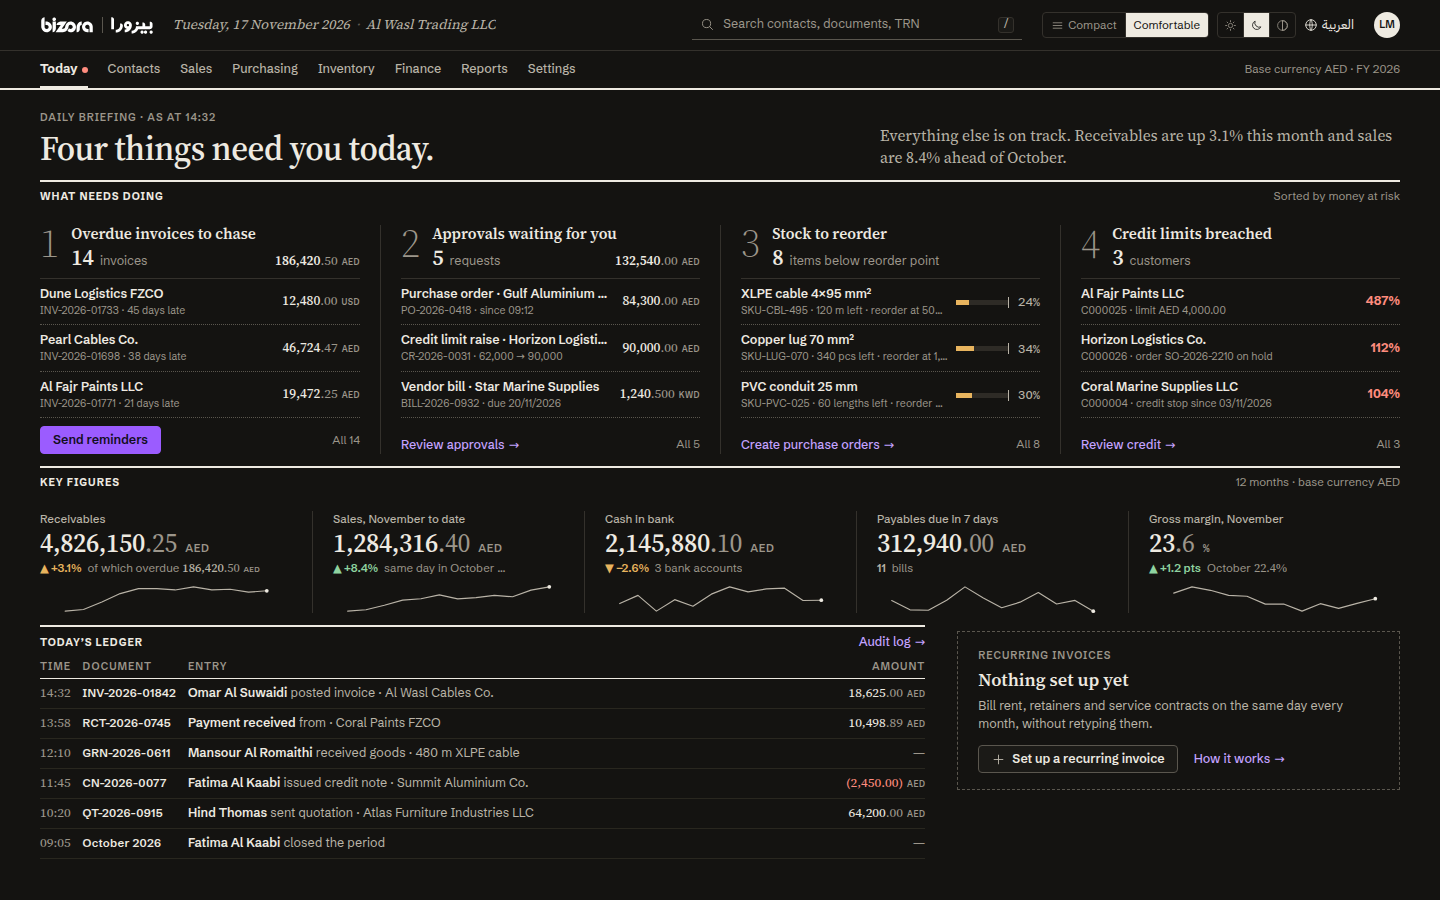 bizora بيزورا Tuesday, 17 November 2026 · Al Wasl Trading LLC Search contacts, documents, TRN / Compact Comfortable العربية LM
Today Contacts Sales Purchasing Inventory Finance Reports Settings Base currency AED · FY 2026
DAILY BRIEFING · AS AT 14:32
Four things need you today.
Everything else is on track. Receivables are up 3.1% this month and sales
are 8.4% ahead of October.
WHAT NEEDS DOING Sorted by money at risk
1 Overdue invoices to chase
14 invoices 186,420.50 AED
Dune Logistics FZCO 12,480.00 USD
INV-2026-01733 · 45 days late
Pearl Cables Co. 46,724.47 AED
INV-2026-01698 · 38 days late
Al Fajr Paints LLC 19,472.25 AED
INV-2026-01771 · 21 days late
Send reminders All 14
2 Approvals waiting for you
5 requests 132,540.00 AED
Purchase order · Gulf Aluminium ... 84,300.00 AED
PO-2026-0418 · since 09:12
Credit limit raise · Horizon Logisti... 90,000.00 AED
CR-2026-0031 · 62,000 → 90,000
Vendor bill · Star Marine Supplies 1,240.500 KWD
BILL-2026-0932 · due 20/11/2026
Review approvals → All 5
3 Stock to reorder
8 items below reorder point
XLPE cable 4×95 mm² 24%
SKU-CBL-495 · 120 m left · reorder at 50...
Copper lug 70 mm² 34%
SKU-LUG-070 · 340 pcs left · reorder at 1,...
PVC conduit 25 mm 30%
SKU-PVC-025 · 60 lengths left · reorder ...
Create purchase orders → All 8
4 Credit limits breached
3 customers
Al Fajr Paints LLC 487%
C000025 · limit AED 4,000.00
Horizon Logistics Co. 112%
C000026 · order SO-2026-2210 on hold
Coral Marine Supplies LLC 104%
C000004 · credit stop since 03/11/2026
Review credit → All 3
KEY FIGURES 12 months · base currency AED
Receivables
4,826,150.25 AED
▲+3.1% of which overdue 186,420.50 AED
Sales, November to date
1,284,316.40 AED
▲+8.4% same day in October ...
Cash in bank
2,145,880.10 AED
▼−2.6% 3 bank accounts
Payables due in 7 days
312,940.00 AED
11 bills
Gross margin, November
23.6 %
▲+1.2 pts October 22.4%
TODAY'S LEDGER Audit log →
TIME DOCUMENT ENTRY AMOUNT
14:32 INV-2026-01842 Omar Al Suwaidi posted invoice · Al Wasl Cables Co. 18,625.00 AED
13:58 RCT-2026-0745 Payment received from · Coral Paints FZCO 10,498.89 AED
12:10 GRN-2026-0611 Mansour Al Romaithi received goods · 480 m XLPE cable —
11:45 CN-2026-0077 Fatima Al Kaabi issued credit note · Summit Aluminium Co. (2,450.00) AED
10:20 QT-2026-0915 Hind Thomas sent quotation · Atlas Furniture Industries LLC 64,200.00 AED
09:05 October 2026 Fatima Al Kaabi closed the period —
RECURRING INVOICES
Nothing set up yet
Bill rent, retainers and service contracts on the same day every
month, without retyping them.
+ Set up a recurring invoice How it works →